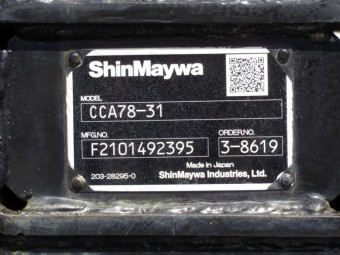 ShinMaywa
MODEL
CCA78-31
MFG.NO. ORDER.NO.
F2101492395 3-8619
Made in Japan
203-28295-0 ShinMaywa Industries, Ltd.